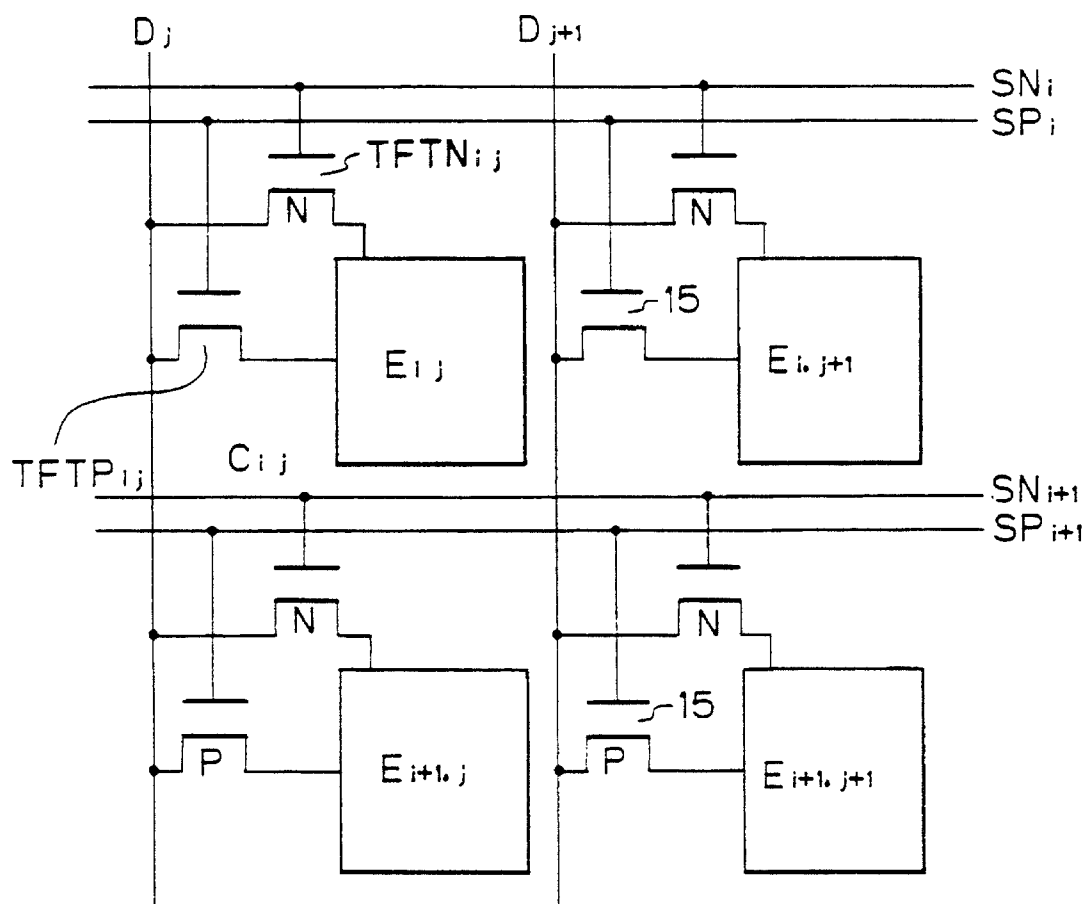 Dj Dj+1
SNi
SPi
TFTNij
N N
15
Eij Ei.j+1
TFTPij Cij
SNi+1
SPi+1
N N
15
P P
Ei+1.j Ei+1.j+1